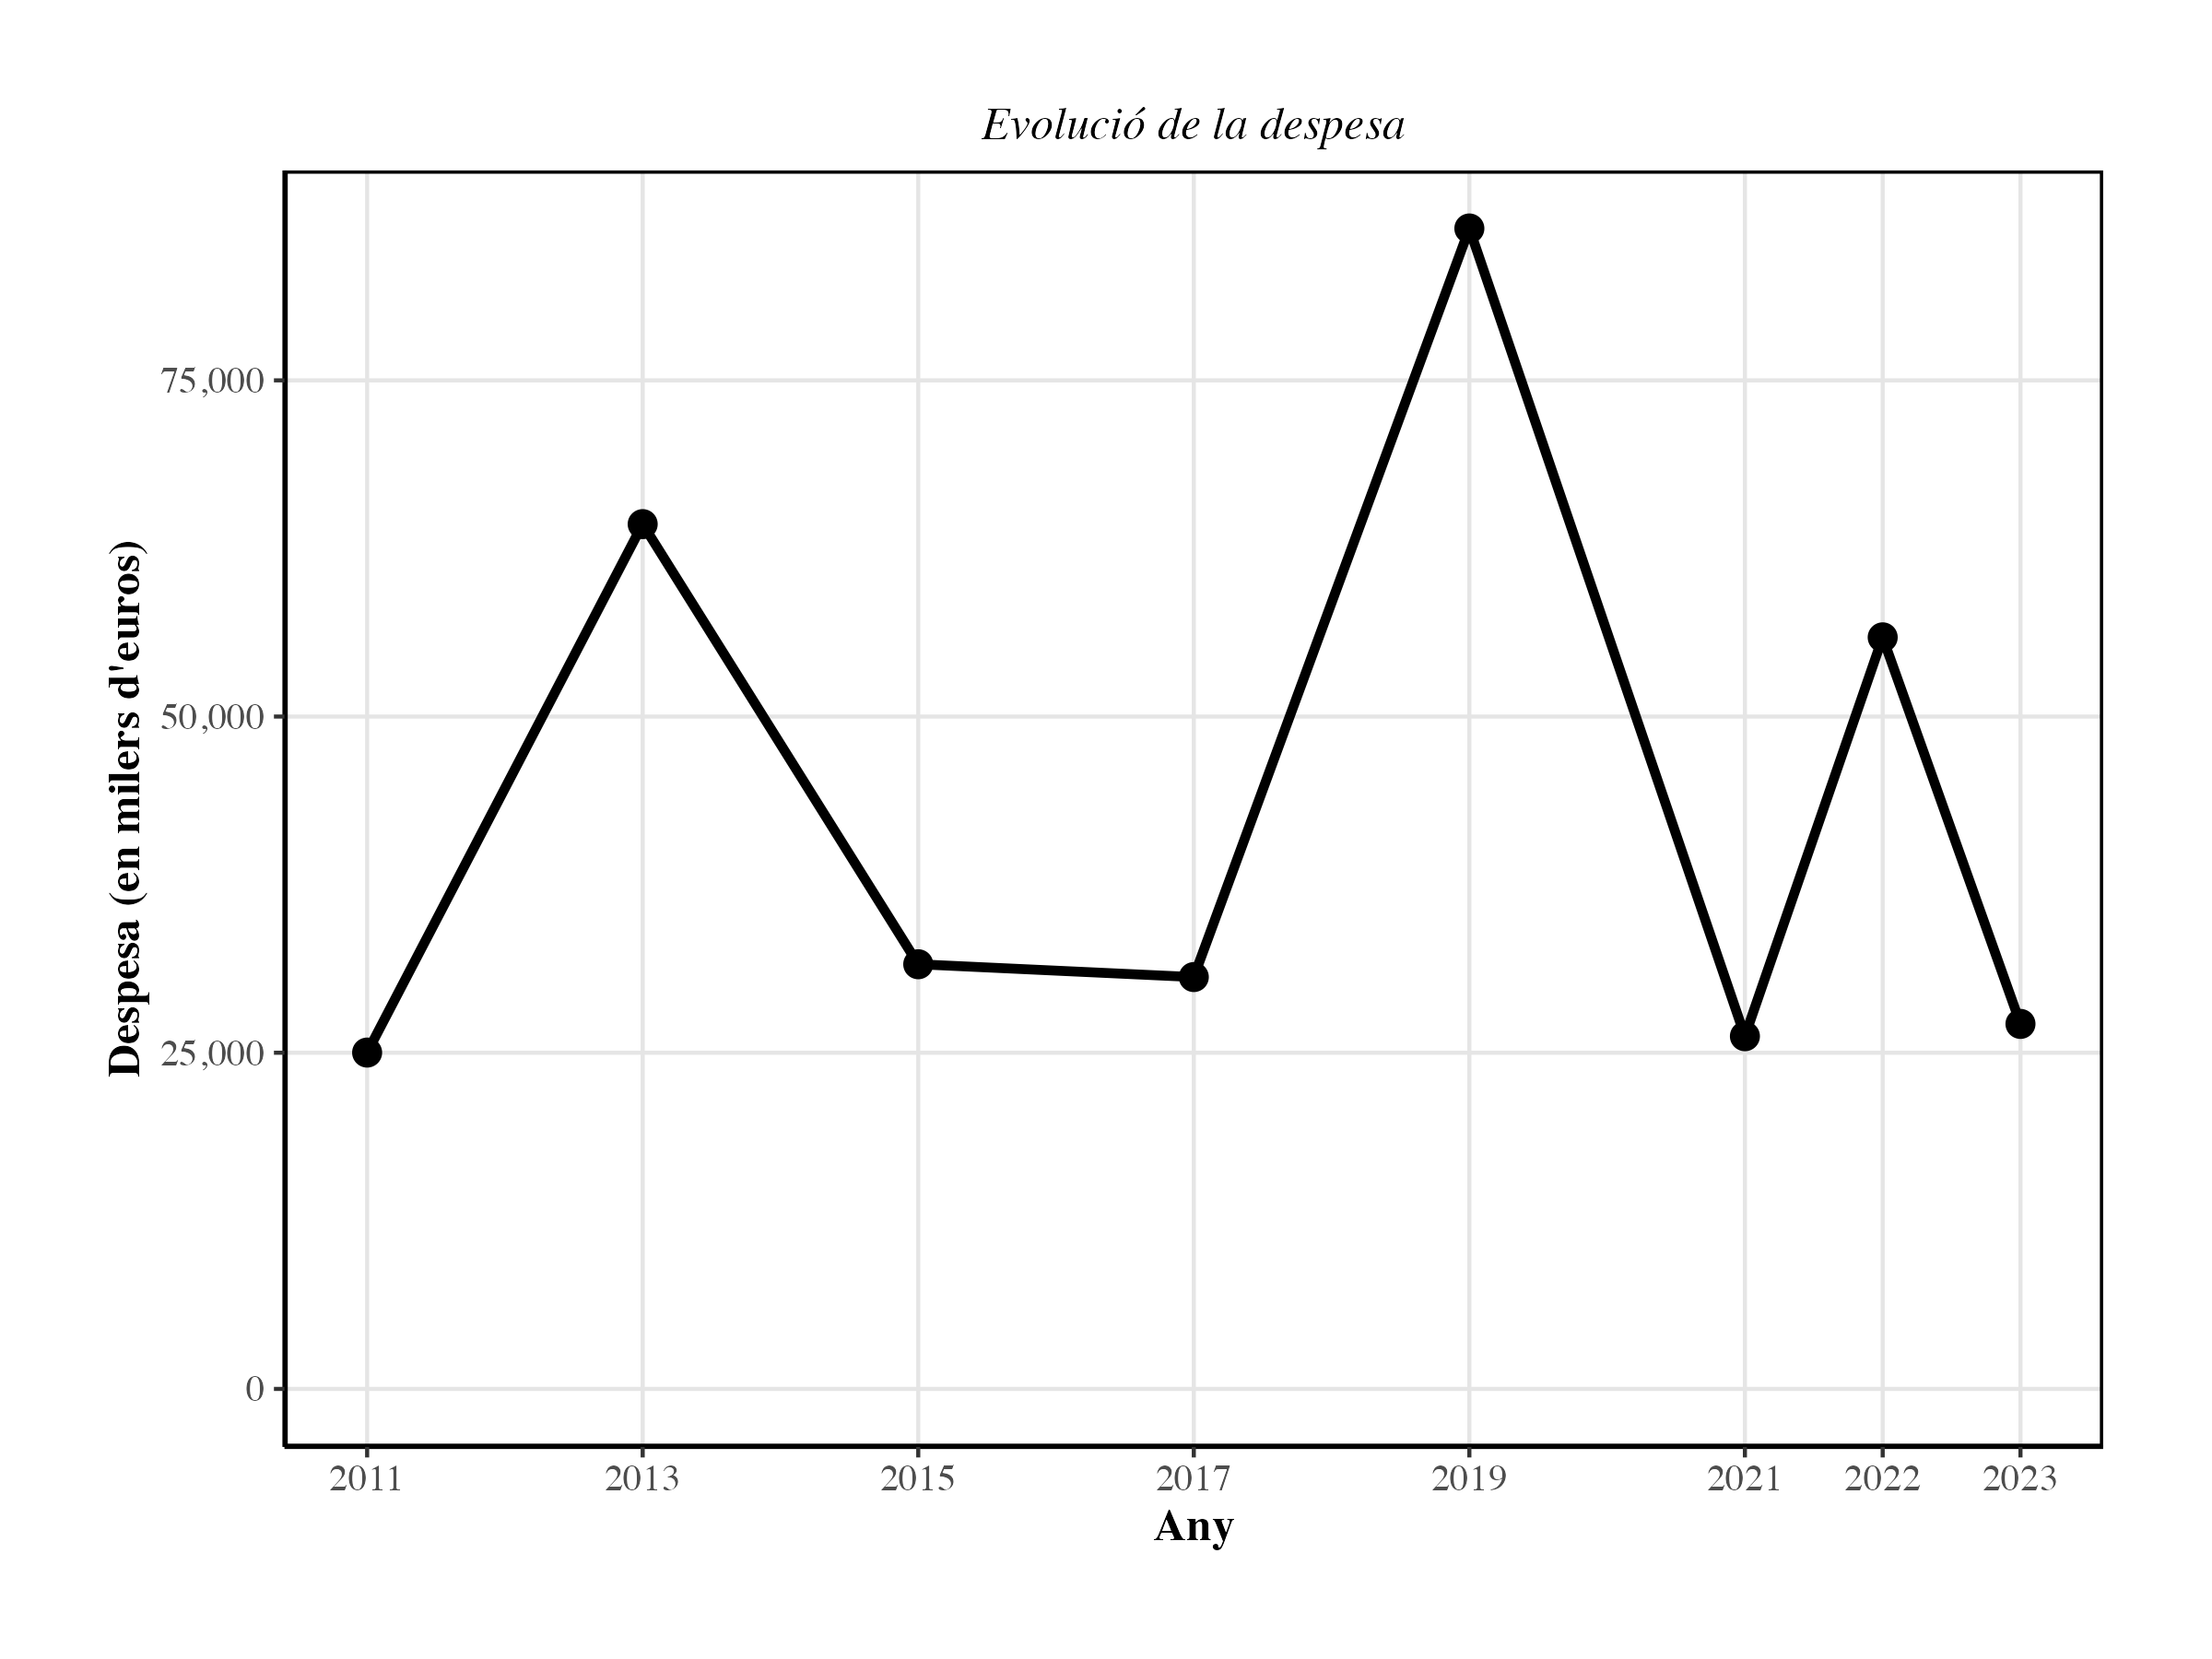 Evolució de la despesa
Despesa (en milers d'euros)
75,000
50,000
25,000
0
2011 2013 2015 2017 2019 2021 2022 2023
Any